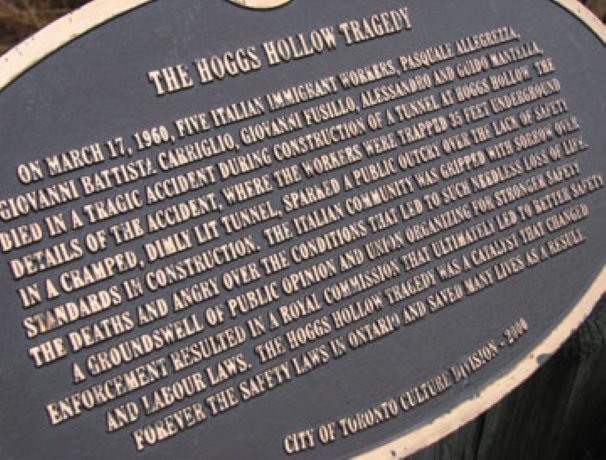 THE HOGGS HOLLOW TRAGEDY
ON MARCH 17, 1960, FIVE ITALIAN IMMIGRANT WORKERS, PASQUALE ALLEGREZZA,
GIOVANNI BATTISTA CARRIGLIO, GIOVANNI FUSILLO, ALESSANDRO AND GUIDO MANTELLA,
DIED IN A TRAGIC ACCIDENT DURING CONSTRUCTION OF A TUNNEL AT HOGGS HOLLOW. THE
DETAILS OF THE ACCIDENT, WHERE THE WORKERS WERE TRAPPED 35 FEET UNDERGROUND
IN A CRAMPED, DIMLY LIT TUNNEL, SPARKED A PUBLIC OUTCRY OVER THE LACK OF SAFETY
STANDARDS IN CONSTRUCTION. THE ITALIAN COMMUNITY WAS GRIPPED WITH SORROW OVER
THE DEATHS AND ANGRY OVER THE CONDITIONS THAT LED TO SUCH NEEDLESS LOSS OF LIFE.
A GROUNDSWELL OF PUBLIC OPINION AND UNION ORGANIZING FOR STRONGER SAFETY
ENFORCEMENT RESULTED IN A ROYAL COMMISSION THAT ULTIMATELY LED TO BETTER SAFETY
AND LABOUR LAWS. THE HOGGS HOLLOW TRAGEDY WAS A CATALYST THAT CHANGED
FOREVER THE SAFETY LAWS IN ONTARIO AND SAVED MANY LIVES AS A RESULT.
CITY OF TORONTO CULTURE DIVISION - 2000